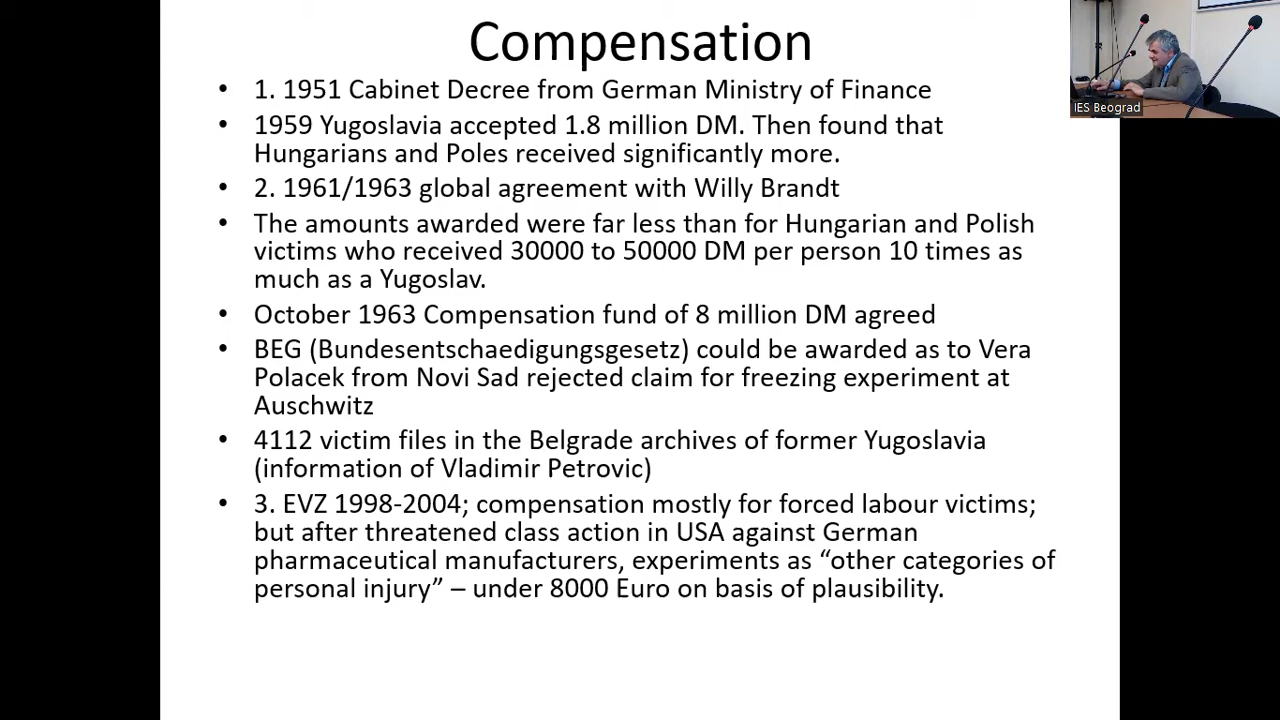 Compensation
• 1. 1951 Cabinet Decree from German Ministry of Finance
• 1959 Yugoslavia accepted 1.8 million DM. Then found that
Hungarians and Poles received significantly more.
• 2. 1961/1963 global agreement with Willy Brandt
• The amounts awarded were far less than for Hungarian and Polish
victims who received 30000 to 50000 DM per person 10 times as
much as a Yugoslav.
• October 1963 Compensation fund of 8 million DM agreed
• BEG (Bundesentschaedigungsgesetz) could be awarded as to Vera
Polacek from Novi Sad rejected claim for freezing experiment at
Auschwitz
• 4112 victim files in the Belgrade archives of former Yugoslavia
(information of Vladimir Petrovic)
• 3. EVZ 1998-2004; compensation mostly for forced labour victims;
but after threatened class action in USA against German
pharmaceutical manufacturers, experiments as “other categories of
personal injury” – under 8000 Euro on basis of plausibility.
IES Beograd